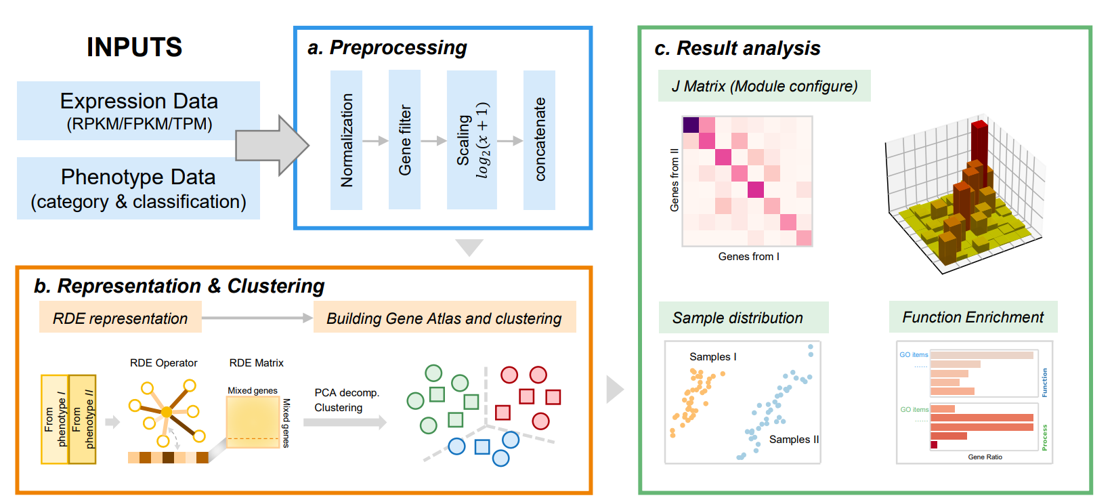 INPUTS
Expression Data
(RPKM/FPKM/TPM)
Phenotype Data
(category & classification)
a. Preprocessing
Normalization
Gene filter
Scaling
log₂(x + 1)
concatenate
b. Representation & Clustering
RDE representation
Building Gene Atlas and clustering
From
phenotype I
From
phenotype II
RDE Operator
RDE Matrix
Mixed genes
Mixed genes
PCA decomp.
Clustering
c. Result analysis
J Matrix (Module configure)
Genes from II
Genes from I
Sample distribution
Samples I
Samples II
Function Enrichment
GO items
......
Function
GO items
......
Process
Gene Ratio